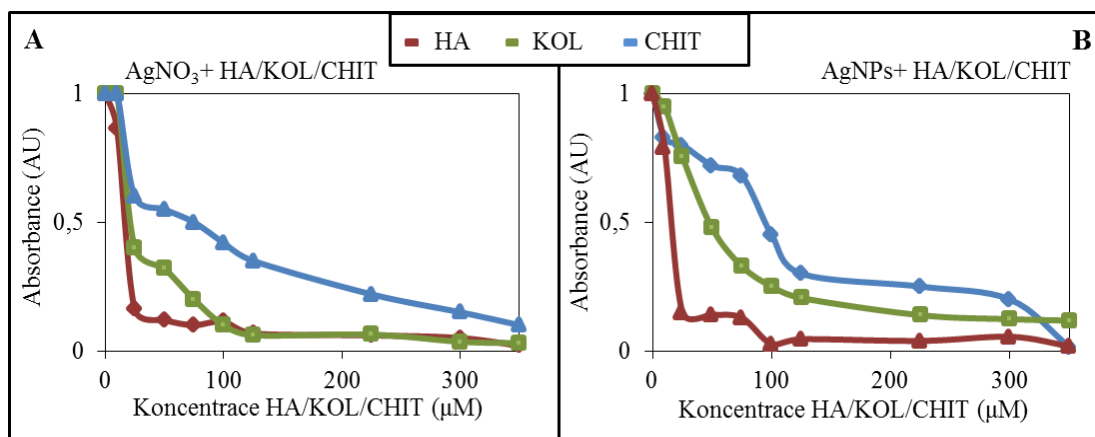 A
HA KOL CHIT
B
AgNO₃+ HA/KOL/CHIT
1
0,5
0
Absorbance (AU)
0 100 200 300
Koncentrace HA/KOL/CHIT (μM)
AgNPs+ HA/KOL/CHIT
1
0,5
0
Absorbance (AU)
0 100 200 300
Koncentrace HA/KOL/CHIT (μM)